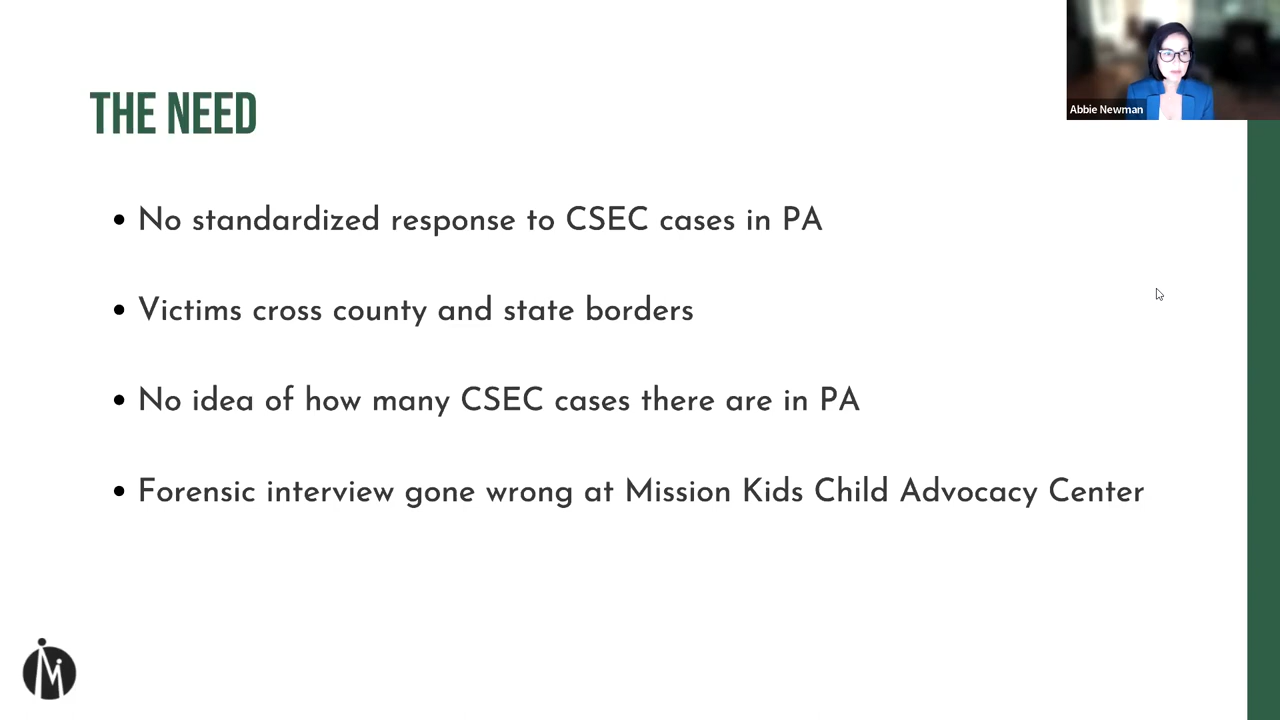 Abbie Newman
THE NEED
No standardized response to CSEC cases in PA
Victims cross county and state borders
No idea of how many CSEC cases there are in PA
Forensic interview gone wrong at Mission Kids Child Advocacy Center